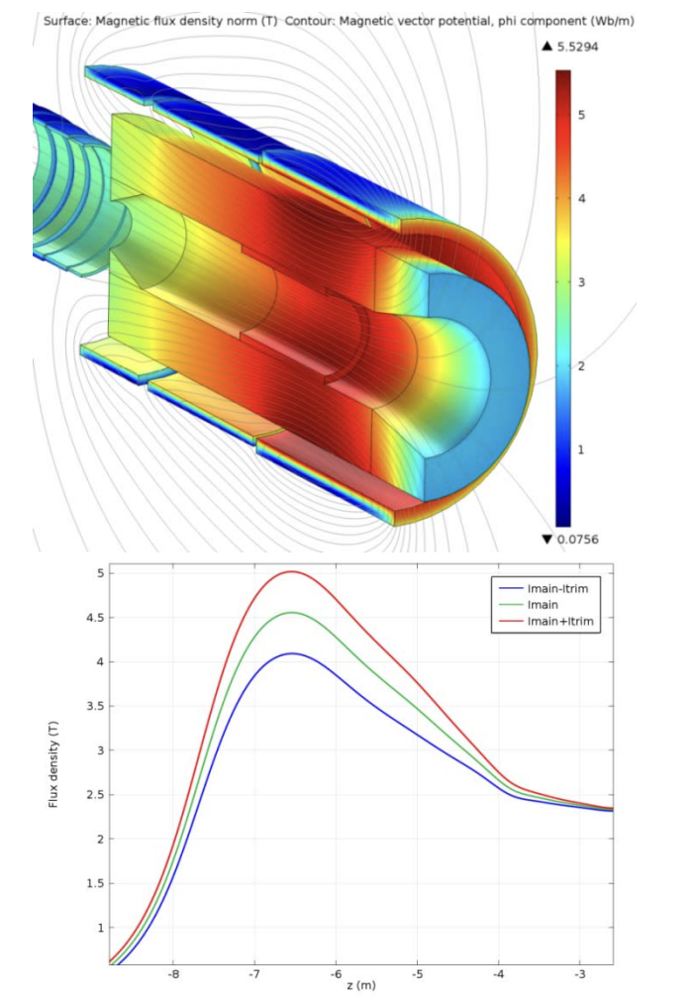 Surface: Magnetic flux density norm (T)  Contour: Magnetic vector potential, phi component (Wb/m)
▲ 5.5294
5
4
3
2
1
▼ 0.0756
5
4.5
4
3.5
3
2.5
2
1.5
1
Flux density (T)
Imain-Itrim
Imain
Imain+Itrim
-8 -7 -6 -5 -4 -3
z (m)